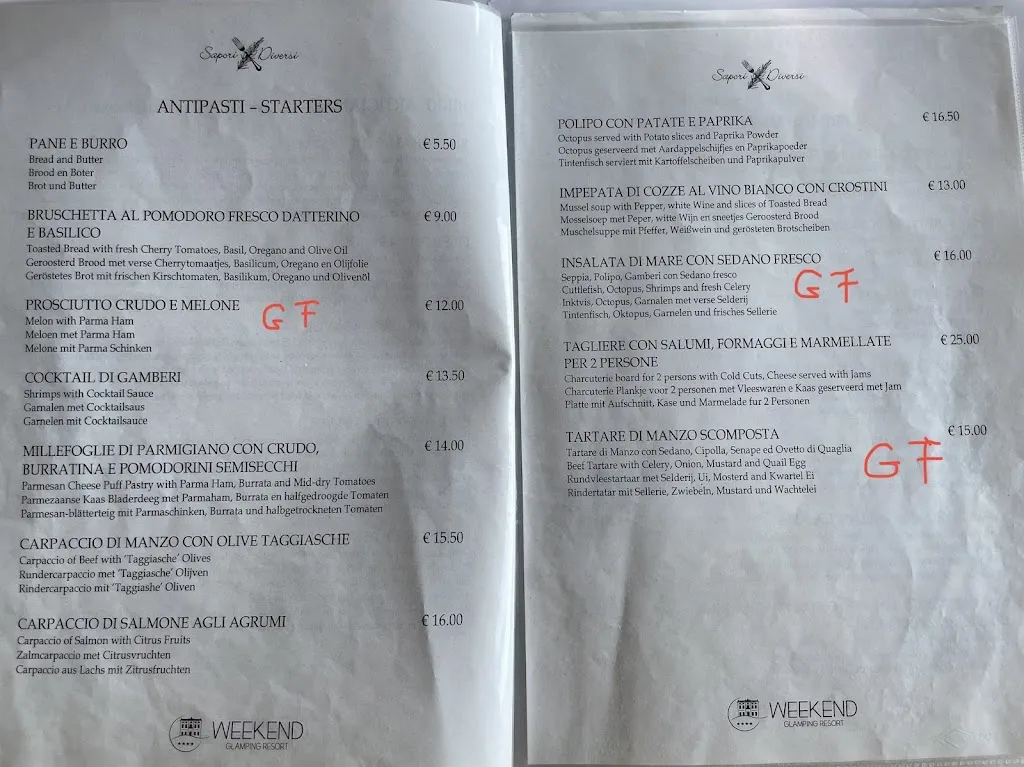 Sapori Diversi
ANTIPASTI – STARTERS
PANE E BURRO € 5.50
Bread and Butter
Brood en Boter
Brot und Butter
BRUSCHETTA AL POMODORO FRESCO DATTERINO € 9.00
E BASILICO
Toasted Bread with fresh Cherry Tomatoes, Basil, Oregano and Olive Oil
Geroosterd Brood met verse Cherrytomaatjes, Basilicum, Oregano en Olijfolie
Geröstetes Brot mit frischen Kirschtomaten, Basilikum, Oregano und Olivenöl
PROSCIUTTO CRUDO E MELONE GF € 12.00
Melon with Parma Ham
Meloen met Parma Ham
Melone mit Parma Schinken
COCKTAIL DI GAMBERI € 13.50
Shrimps with Cocktail Sauce
Garnalen met Cocktailsaus
Garnelen mit Cocktailsauce
MILLEFOGLIE DI PARMIGIANO CON CRUDO, € 14.00
BURRATINA E POMODORINI SEMISECCHI
Parmesan Cheese Puff Pastry with Parma Ham, Burrata and Mid-dry Tomatoes
Parmezaanse Kaas Bladerdeeg met Parmaham, Burrata en halfgedroogde Tomaten
Parmesan-blätterteig mit Parmaschinken, Burrata und halbgetrockneten Tomaten
CARPACCIO DI MANZO CON OLIVE TAGGIASCHE € 15.50
Carpaccio of Beef with 'Taggiasche' Olives
Rundercarpaccio met 'Taggiasche' Olijven
Rindercarpaccio mit 'Taggiashe' Oliven
CARPACCIO DI SALMONE AGLI AGRUMI € 16.00
Carpaccio of Salmon with Citrus Fruits
Zalmcarpaccio met Citrusvruchten
Carpaccio aus Lachs mit Zitrusfruchten
WEEKEND
GLAMPING RESORT
Sapori Diversi
POLIPO CON PATATE E PAPRIKA € 16.50
Octopus served with Potato slices and Paprika Powder
Octopus geserveerd met Aardappelschijfjes en Paprikapoeder
Tintenfisch serviert mit Kartoffelscheiben und Paprikapulver
IMPEPATA DI COZZE AL VINO BIANCO CON CROSTINI € 13.00
Mussel soup with Pepper, white Wine and slices of Toasted Bread
Mosselsoep met Peper, witte Wijn en sneetjes Geroosterd Brood
Muschelsuppe mit Pfeffer, Weißwein und gerösteten Brotscheiben
INSALATA DI MARE CON SEDANO FRESCO € 16.00
Seppia, Polipo, Gamberi con Sedano fresco
Cuttlefish, Octopus, Shrimps and fresh Celery GF
Inktvis, Octopus, Garnalen met verse Selderij
Tintenfisch, Oktopus, Garnelen und frisches Sellerie
TAGLIERE CON SALUMI, FORMAGGI E MARMELLATE € 25.00
PER 2 PERSONE
Charcuterie board for 2 persons with Cold Cuts, Cheese served with Jams
Charcuterie Plankje voor 2 personen met Vleeswaren e Kaas geserveerd met Jam
Platte mit Aufschnitt, Kase und Marmelade fur 2 Personen
TARTARE DI MANZO SCOMPOSTA € 15.00
Tartare di Manzo con Sedano, Cipolla, Senape ed Ovetto di Quaglia
Beef Tartare with Celery, Onion, Mustard and Quail Egg GF
Rundvleestartaar met Selderij, Ui, Mosterd and Kwartel Ei
Rindertatar mit Sellerie, Zwiebeln, Mustard und Wachtelei
WEEKEND
GLAMPING RESORT